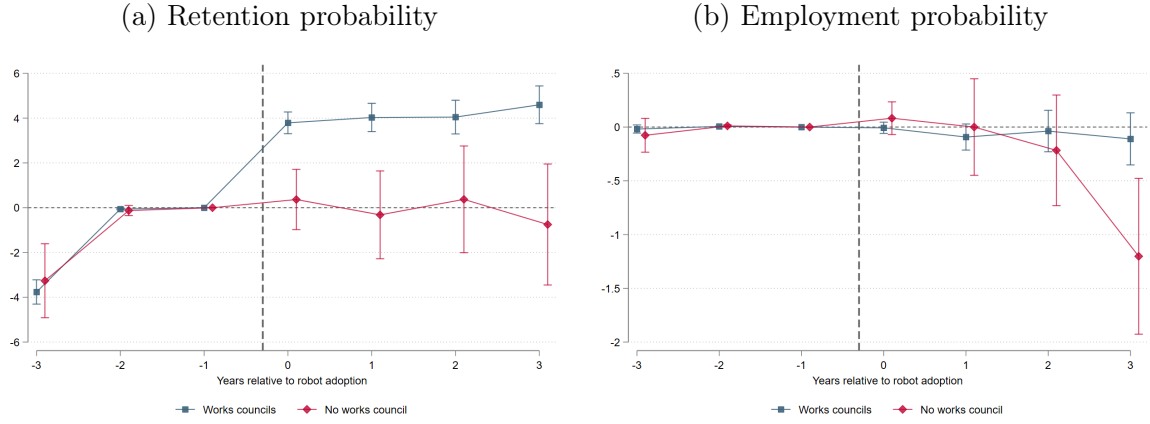 (a) Retention probability
6
4
2
0
-2
-4
-6
-3 -2 -1 0 1 2 3
Years relative to robot adoption
Works councils No works council
(b) Employment probability
.5
0
-.5
-1
-1.5
-2
-3 -2 -1 0 1 2 3
Years relative to robot adoption
Works councils No works council